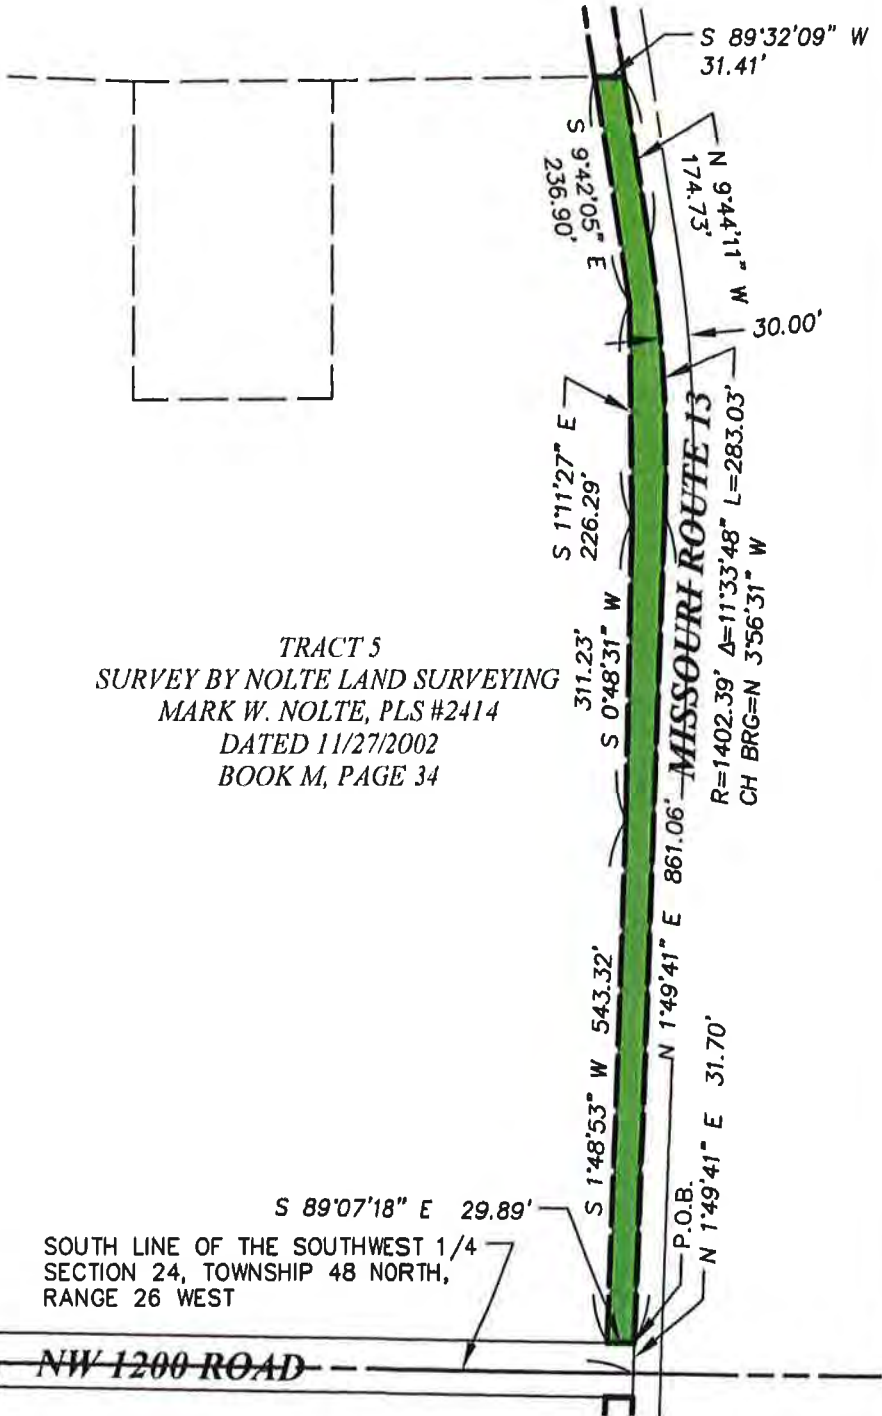 S 89°32'09" W
31.41'
N 9°44'11" W
174.73'
S 9°42'05" E
236.90'
30.00'
S 1°11'27" E
226.29'
MISSOURI ROUTE 13
R=1402.39' Δ=11°33'48" L=283.03'
CH BRG=N 3°56'31" W
311.23'
S 0°48'31" W
TRACT 5
SURVEY BY NOLTE LAND SURVEYING
MARK W. NOLTE, PLS #2414
DATED 11/27/2002
BOOK M, PAGE 34
N 1°49'41" E 861.06'
S 1°48'53" W 543.32'
P.O.B.
N 1°49'41" E 31.70'
S 89°07'18" E 29.89'
SOUTH LINE OF THE SOUTHWEST 1/4
SECTION 24, TOWNSHIP 48 NORTH,
RANGE 26 WEST
NW 1200 ROAD